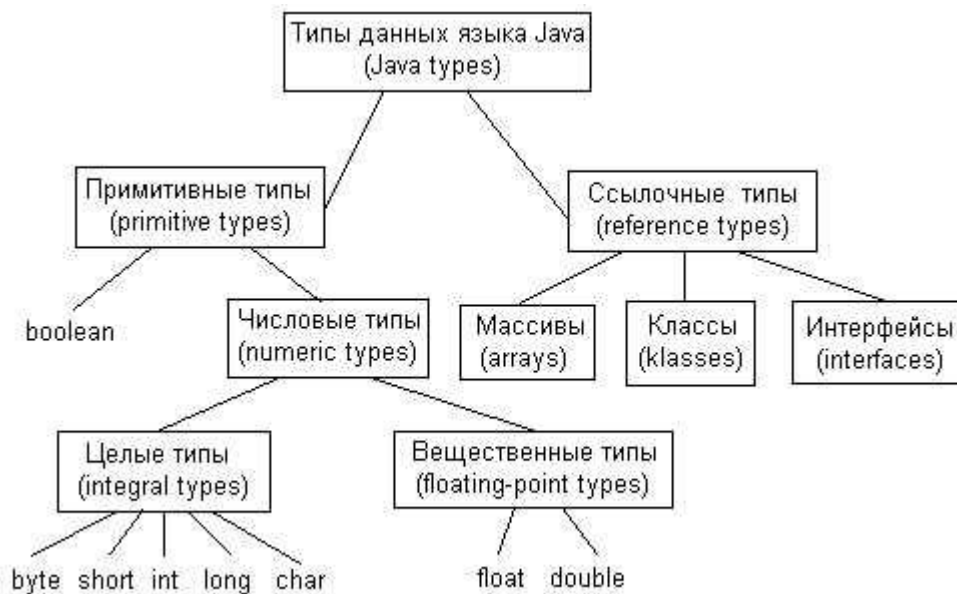 Типы данных языка Java
(Java types)
Примитивные типы
(primitive types)
Ссылочные типы
(reference types)
boolean
Числовые типы
(numeric types)
Массивы
(arrays)
Классы
(klasses)
Интерфейсы
(interfaces)
Целые типы
(integral types)
Вещественные типы
(floating-point types)
byte short int long char
float double